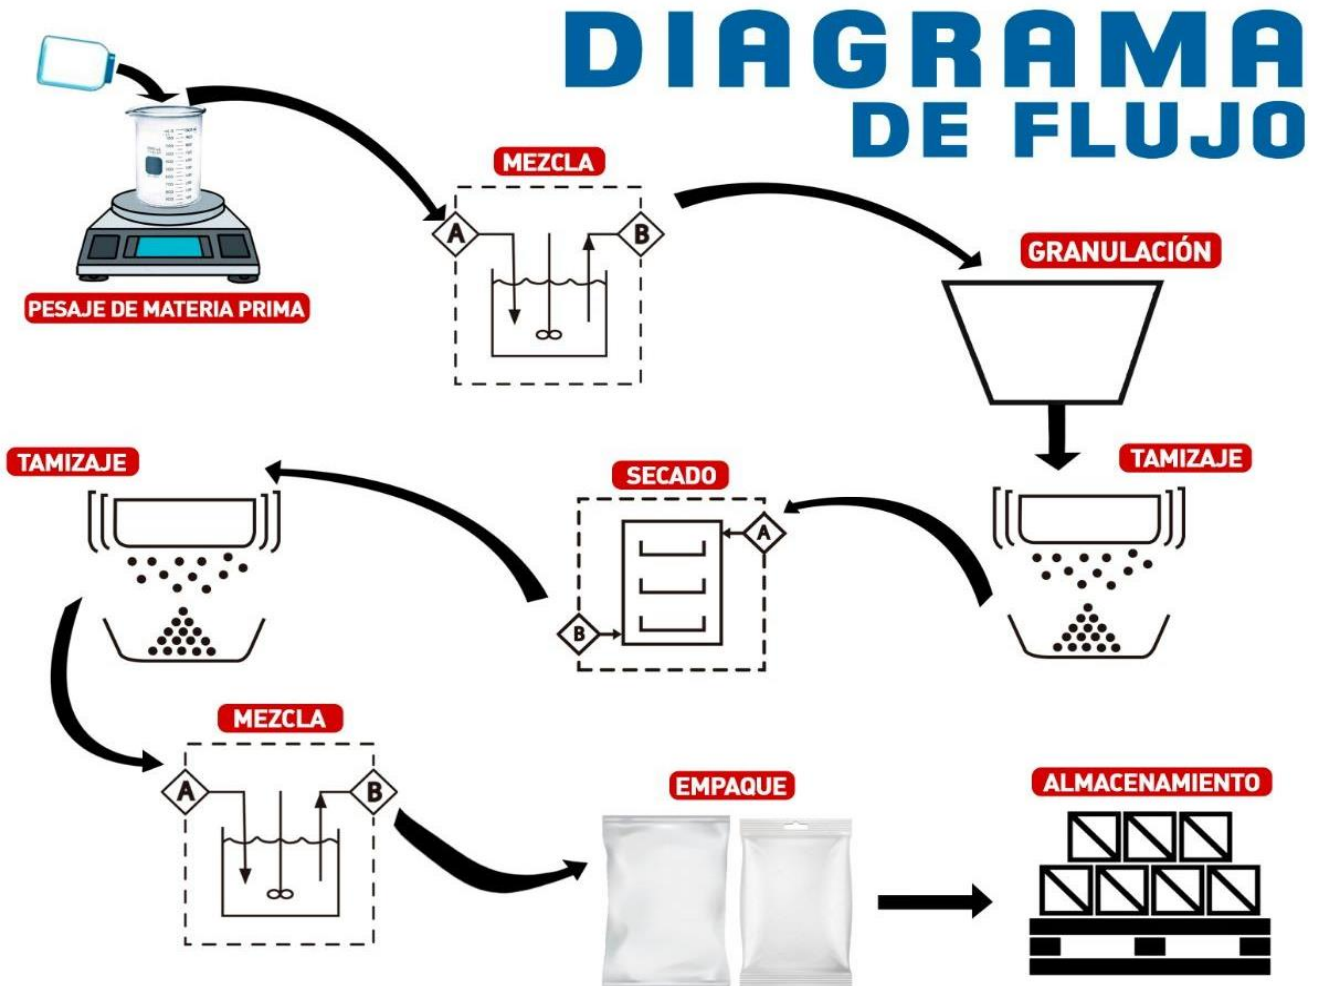 DIAGRAMA
DE FLUJO
PESAJE DE MATERIA PRIMA
MEZCLA
A
B
GRANULACIÓN
TAMIZAJE
SECADO
A
B
TAMIZAJE
MEZCLA
A
B
EMPAQUE
ALMACENAMIENTO